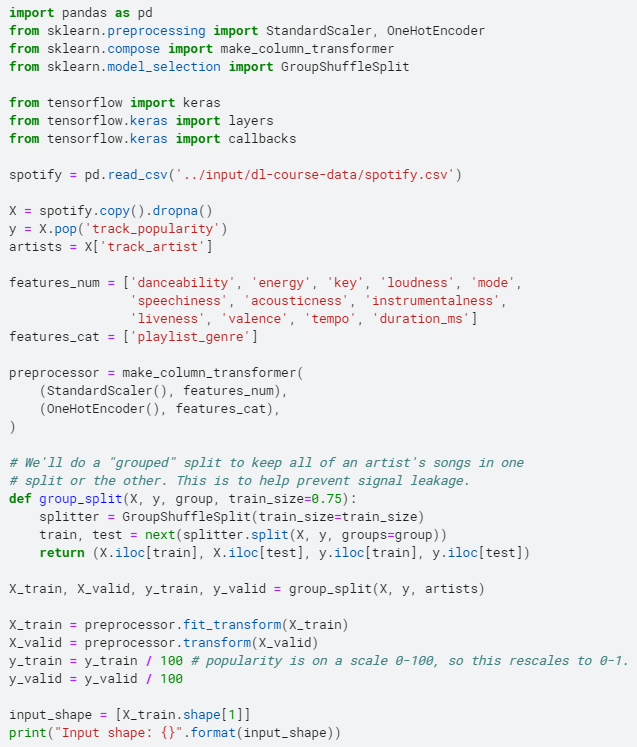 import pandas as pd
from sklearn.preprocessing import StandardScaler, OneHotEncoder
from sklearn.compose import make_column_transformer
from sklearn.model_selection import GroupShuffleSplit

from tensorflow import keras
from tensorflow.keras import layers
from tensorflow.keras import callbacks

spotify = pd.read_csv('../input/dl-course-data/spotify.csv')

X = spotify.copy().dropna()
y = X.pop('track_popularity')
artists = X['track_artist']

features_num = ['danceability', 'energy', 'key', 'loudness', 'mode',
                'speechiness', 'acousticness', 'instrumentalness',
                'liveness', 'valence', 'tempo', 'duration_ms']
features_cat = ['playlist_genre']

preprocessor = make_column_transformer(
    (StandardScaler(), features_num),
    (OneHotEncoder(), features_cat),
)

# We'll do a "grouped" split to keep all of an artist's songs in one
# split or the other. This is to help prevent signal leakage.
def group_split(X, y, group, train_size=0.75):
    splitter = GroupShuffleSplit(train_size=train_size)
    train, test = next(splitter.split(X, y, groups=group))
    return (X.iloc[train], X.iloc[test], y.iloc[train], y.iloc[test])

X_train, X_valid, y_train, y_valid = group_split(X, y, artists)

X_train = preprocessor.fit_transform(X_train)
X_valid = preprocessor.transform(X_valid)
y_train = y_train / 100 # popularity is on a scale 0-100, so this rescales to 0-1.
y_valid = y_valid / 100

input_shape = [X_train.shape[1]]
print("Input shape: {}".format(input_shape))